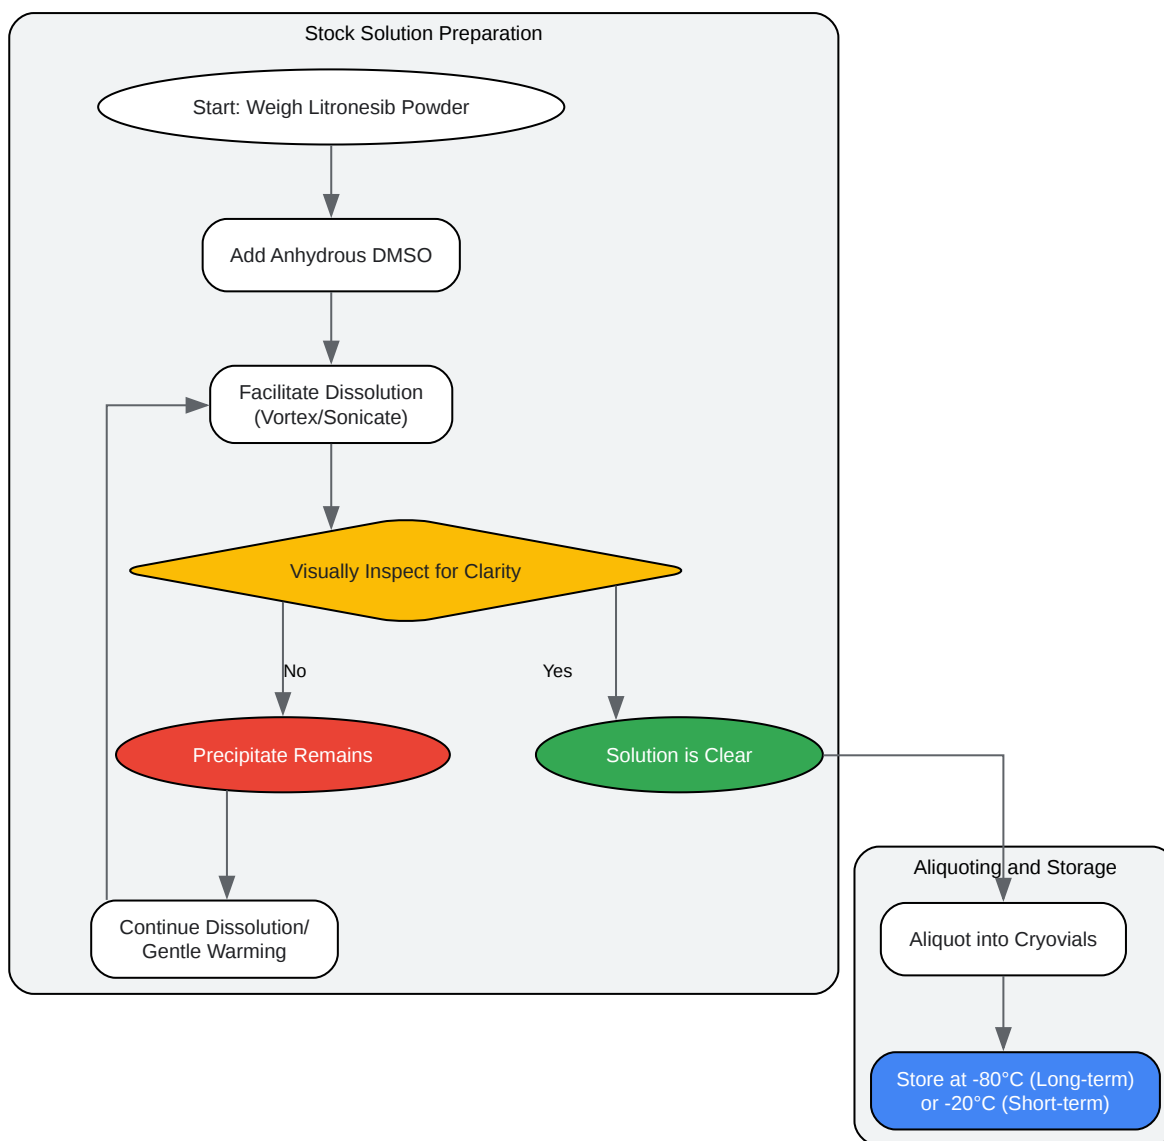 Stock Solution Preparation
Start: Weigh Litronesib Powder
Add Anhydrous DMSO
Facilitate Dissolution
(Vortex/Sonicate)
Visually Inspect for Clarity
No
Yes
Precipitate Remains
Solution is Clear
Continue Dissolution/
Gentle Warming
Aliquoting and Storage
Aliquot into Cryovials
Store at -80°C (Long-term)
or -20°C (Short-term)